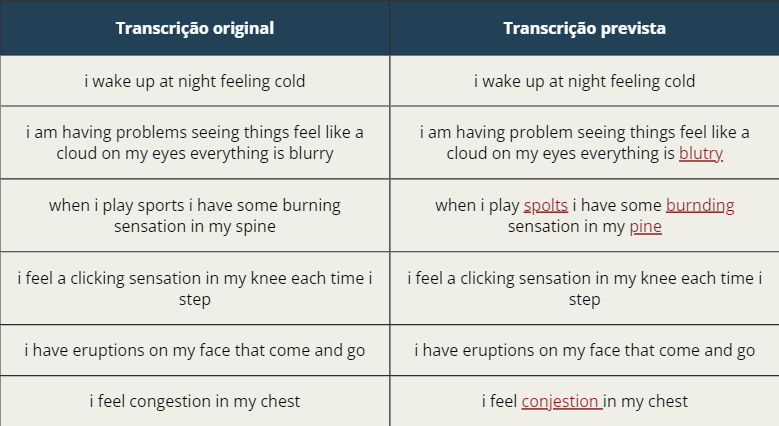 Transcrição original Transcrição prevista
i wake up at night feeling cold i wake up at night feeling cold
i am having problems seeing things feel like a i am having problem seeing things feel like a
cloud on my eyes everything is blurry cloud on my eyes everything is blutry
when i play sports i have some burning when i play spolts i have some burnding
sensation in my spine sensation in my pine
i feel a clicking sensation in my knee each time i i feel a clicking sensation in my knee each time i
step step
i have eruptions on my face that come and go i have eruptions on my face that come and go
i feel congestion in my chest i feel conjestion in my chest